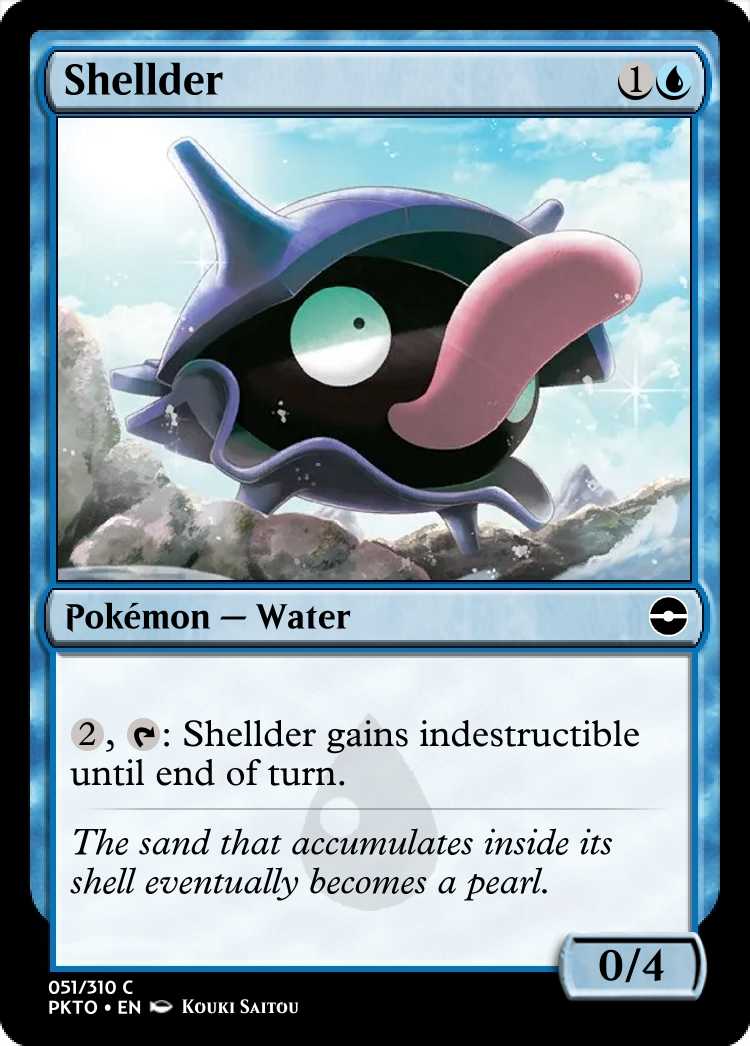 Shellder 1
Pokémon — Water
2, : Shellder gains indestructible
until end of turn.
The sand that accumulates inside its
shell eventually becomes a pearl.
0/4
051/310 C
PKTO • EN Kouki Saitou